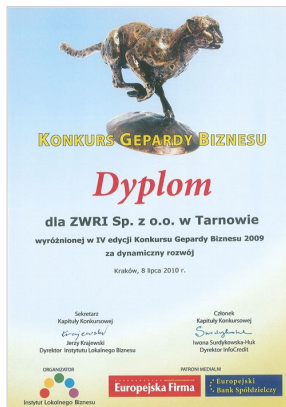 KONKURS GEPARDY BIZNESU
Dyplom
dla ZWRI Sp. z o.o. w Tarnowie
wyróżnionej w IV edycji Konkursu Gepardy Biznesu 2009
za dynamiczny rozwój
Kraków, 8 lipca 2010 r.
Sekretarz
Kapituły Konkursowej
Jerzy Krajewski
Dyrektor Instytutu Lokalnego Biznesu
Członek
Kapituły Konkursowej
Iwona Surdykowska-Huk
Dyrektor InfoCredit
ORGANIZATOR
Instytut Lokalnego Biznesu
PATRONI MEDIALNI
Europejska Firma
Europejski
Bank Spółdzielczy